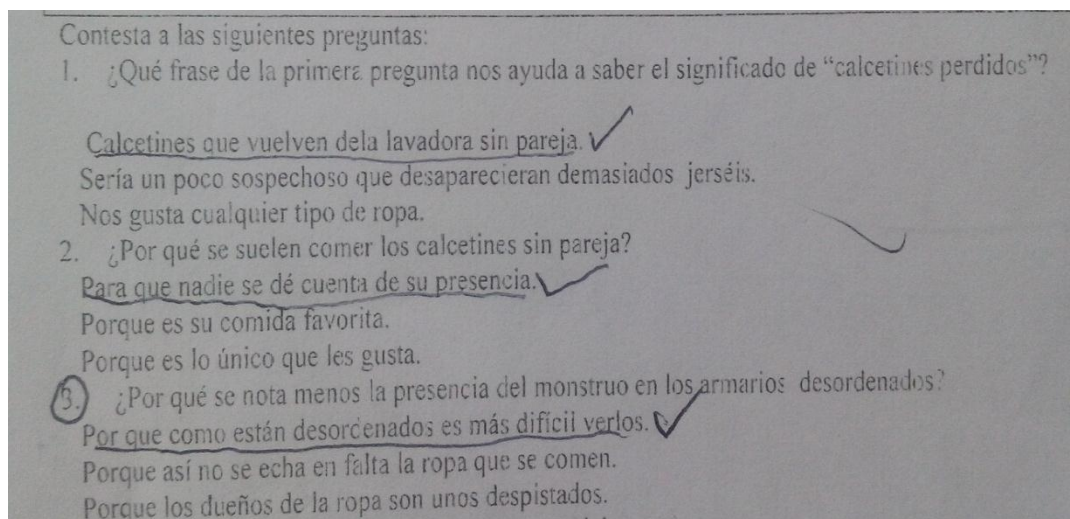 Contesta a las siguientes preguntas:
1. ¿Qué frase de la primera pregunta nos ayuda a saber el significado de “calcetines perdidos”?
Calcetines que vuelven dela lavadora sin pareja.
Sería un poco sospechoso que desaparecieran demasiados jerséis.
Nos gusta cualquier tipo de ropa.
2. ¿Por qué se suelen comer los calcetines sin pareja?
Para que nadie se dé cuenta de su presencia.
Porque es su comida favorita.
Porque es lo único que les gusta.
3. ¿Por qué se nota menos la presencia del monstruo en los armarios desordenados?
Por que como están desordenados es más difícil verlos.
Porque así no se echa en falta la ropa que se comen.
Porque los dueños de la ropa son unos despistados.